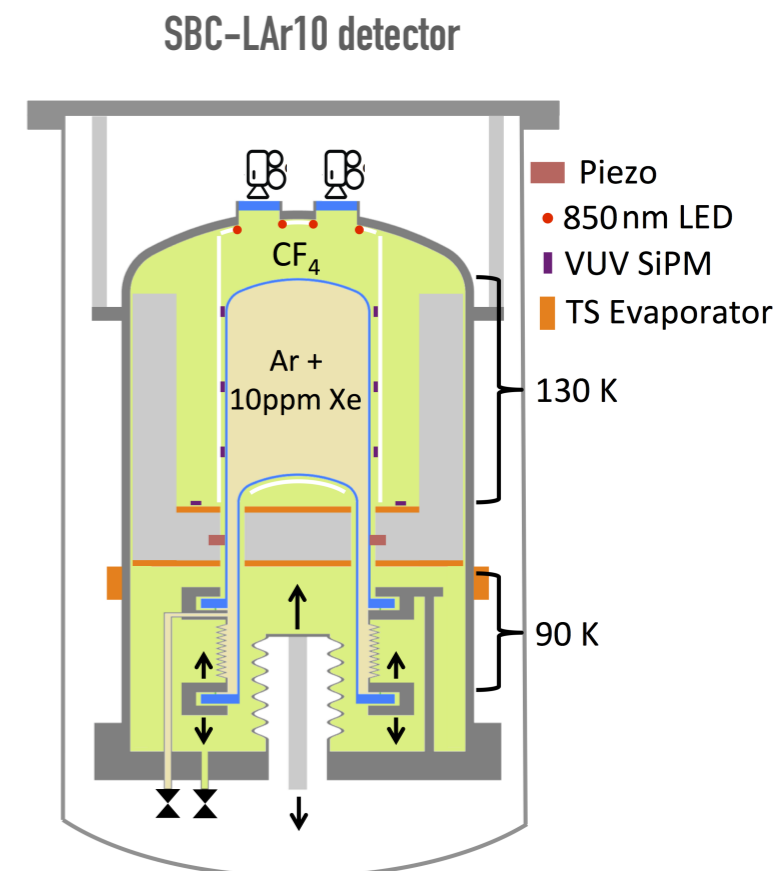 SBC-LAr10 detector
Piezo
850 nm LED
VUV SiPM
TS Evaporator
CF4
Ar +
10ppm Xe
130 K
90 K